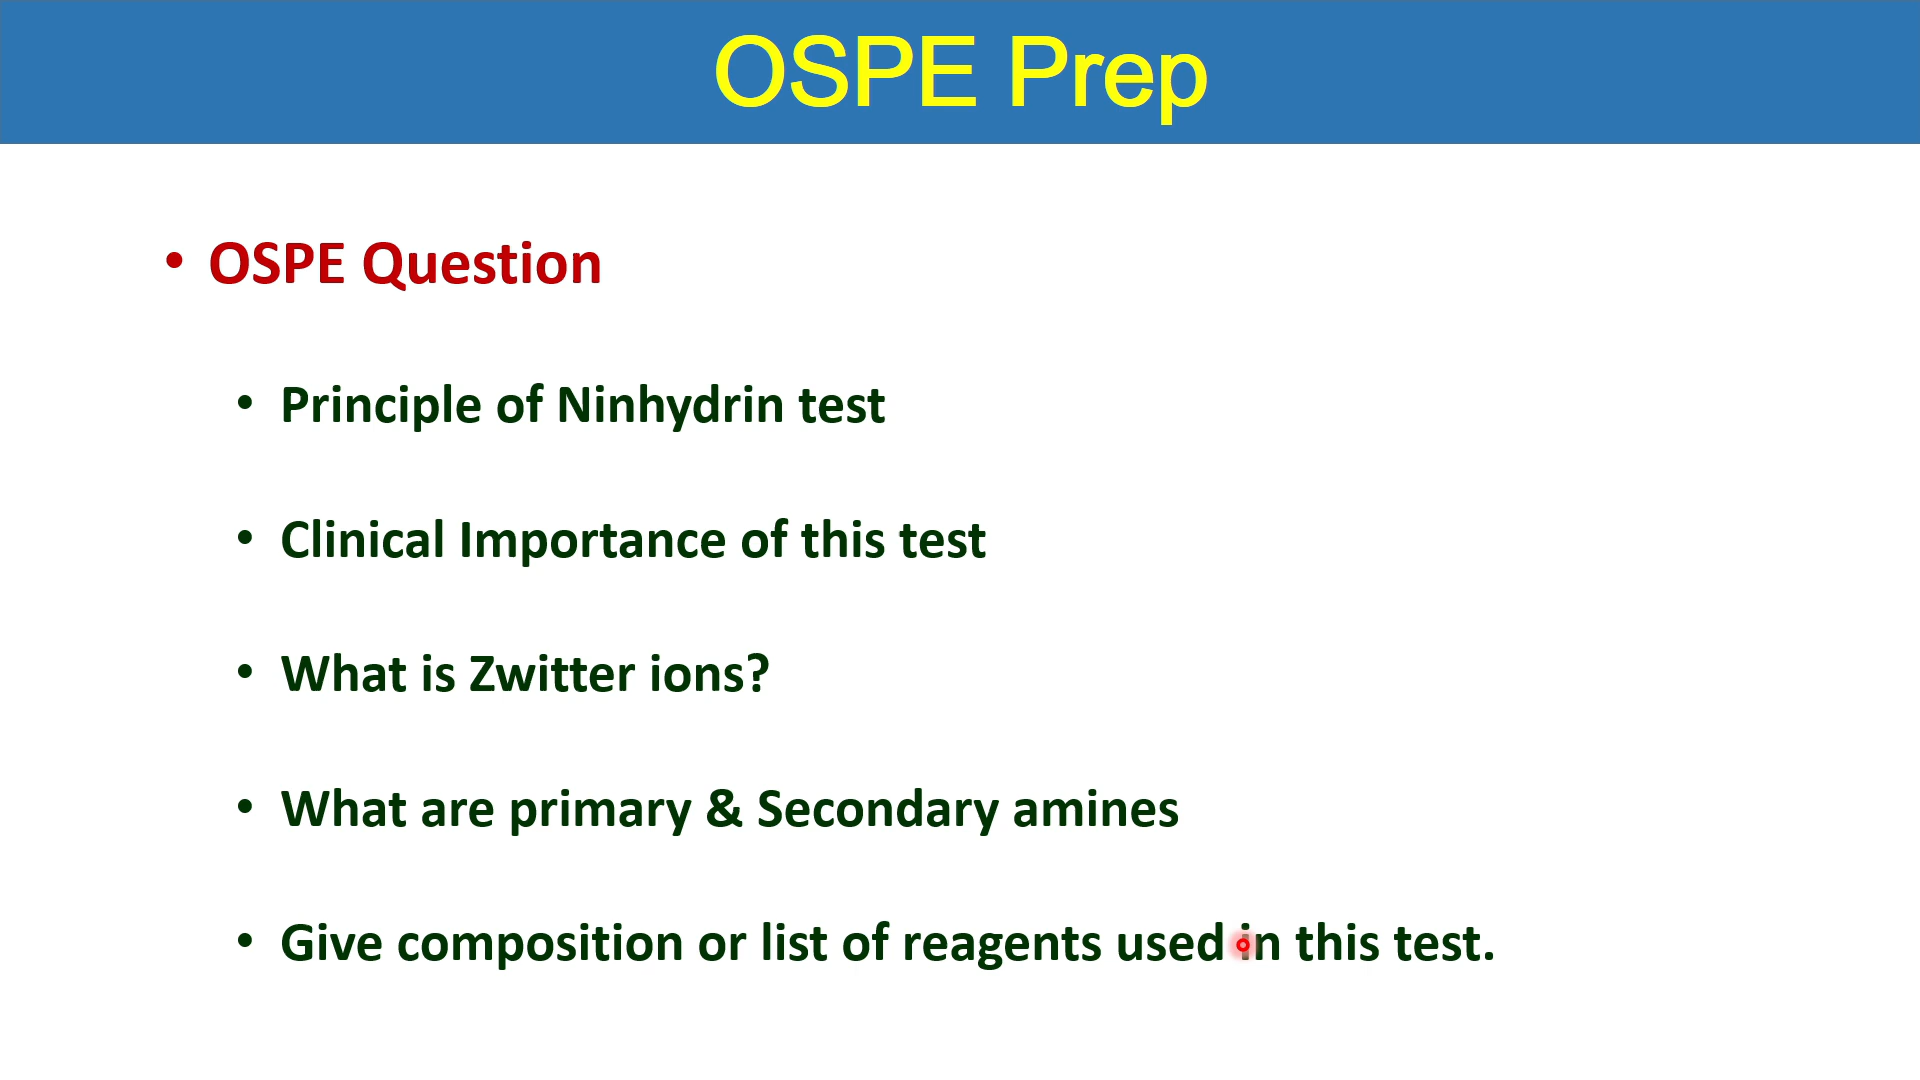 OSPE Prep
• OSPE Question
• Principle of Ninhydrin test
• Clinical Importance of this test
• What is Zwitter ions?
• What are primary & Secondary amines
• Give composition or list of reagents used in this test.